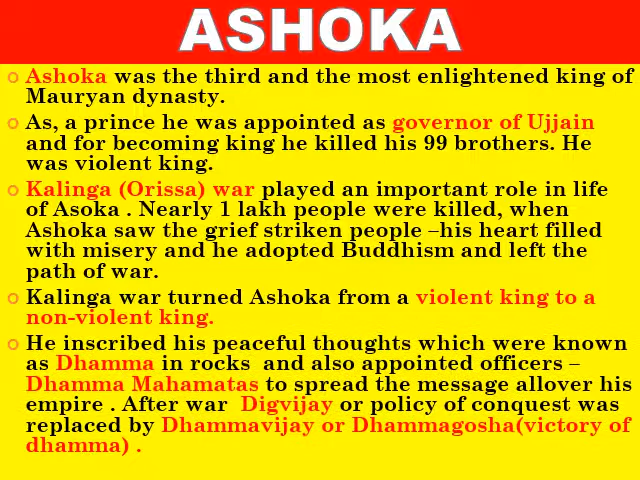 ASHOKA
Ashoka was the third and the most enlightened king of
Mauryan dynasty.
As, a prince he was appointed as governor of Ujjain
and for becoming king he killed his 99 brothers. He
was violent king.
Kalinga (Orissa) war played an important role in life
of Asoka . Nearly 1 lakh people were killed, when
Ashoka saw the grief striken people –his heart filled
with misery and he adopted Buddhism and left the
path of war.
Kalinga war turned Ashoka from a violent king to a
non-violent king.
He inscribed his peaceful thoughts which were known
as Dhamma in rocks and also appointed officers –
Dhamma Mahamatas to spread the message allover his
empire . After war Digvijay or policy of conquest was
replaced by Dhammavijay or Dhammagosha(victory of
dhamma) .